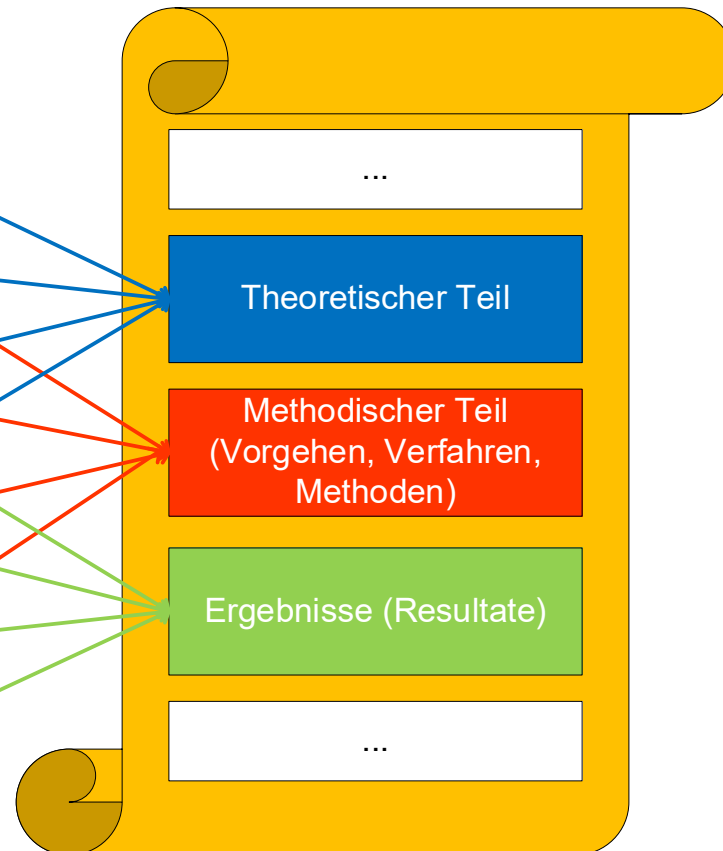 ...
Theoretischer Teil
Methodischer Teil
(Vorgehen, Verfahren,
Methoden)
Ergebnisse (Resultate)
...